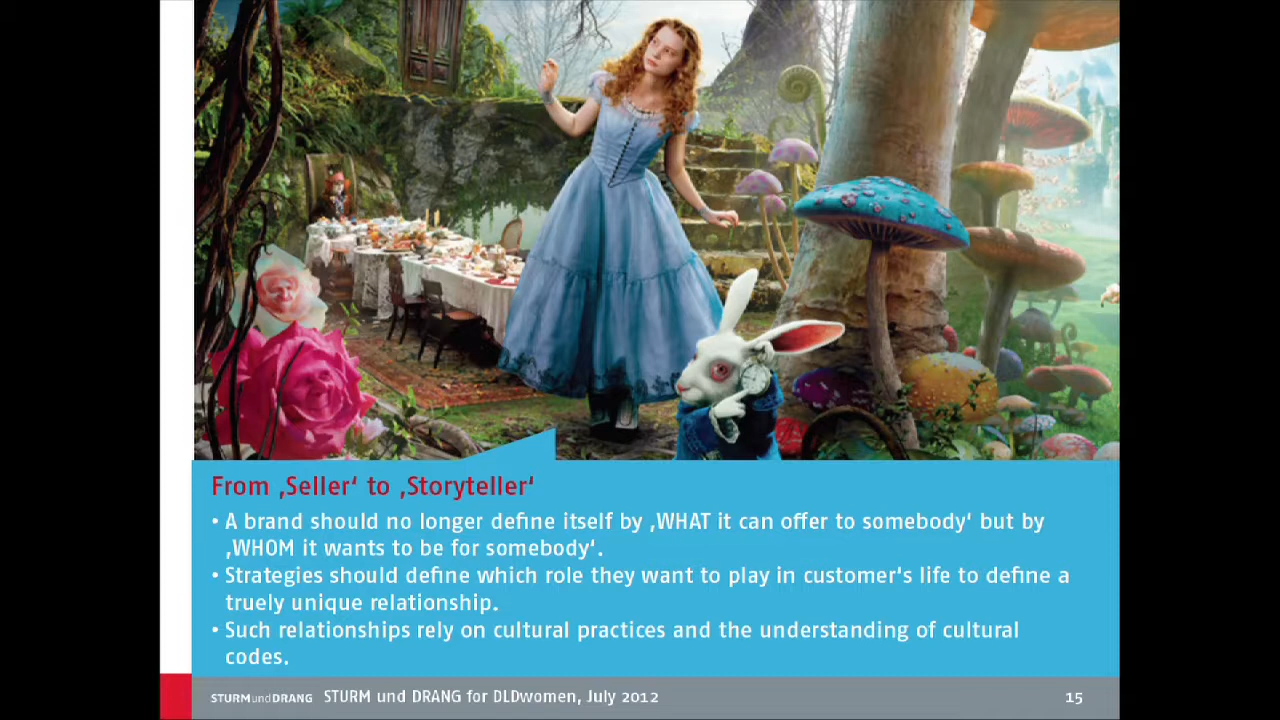 From ‚Seller‘ to ‚Storyteller‘
• A brand should no longer define itself by ‚WHAT it can offer to somebody‘ but by
‚WHOM it wants to be for somebody‘.
• Strategies should define which role they want to play in customer's life to define a
truely unique relationship.
• Such relationships rely on cultural practices and the understanding of cultural
codes.
STURMundDRANG STURM und DRANG for DLDwomen, July 2012 15